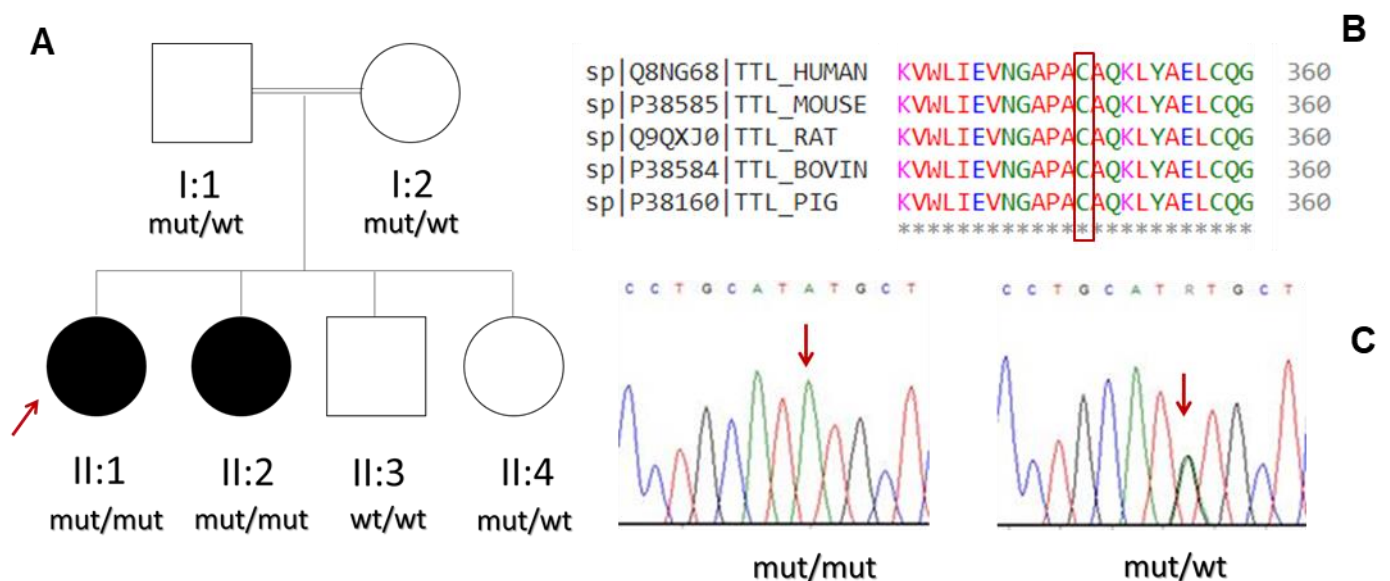 A
I:1
mut/wt
I:2
mut/wt
II:1
mut/mut
II:2
mut/mut
II:3
wt/wt
II:4
mut/wt
B
sp|Q8NG68|TTL_HUMAN KVWLIEVNGAPACAQKLYAELCQG 360
sp|P38585|TTL_MOUSE KVWLIEVNGAPACAQKLYAELCQG 360
sp|Q9QXJ0|TTL_RAT KVWLIEVNGAPACAQKLYAELCQG 360
sp|P38584|TTL_BOVIN KVWLIEVNGAPACAQKLYAELCQG 360
sp|P38160|TTL_PIG KVWLIEVNGAPACAQKLYAELCQG 360
************************
C
C C T G C A T A T G C T
mut/mut
C C T G C A T R T G C T
mut/wt